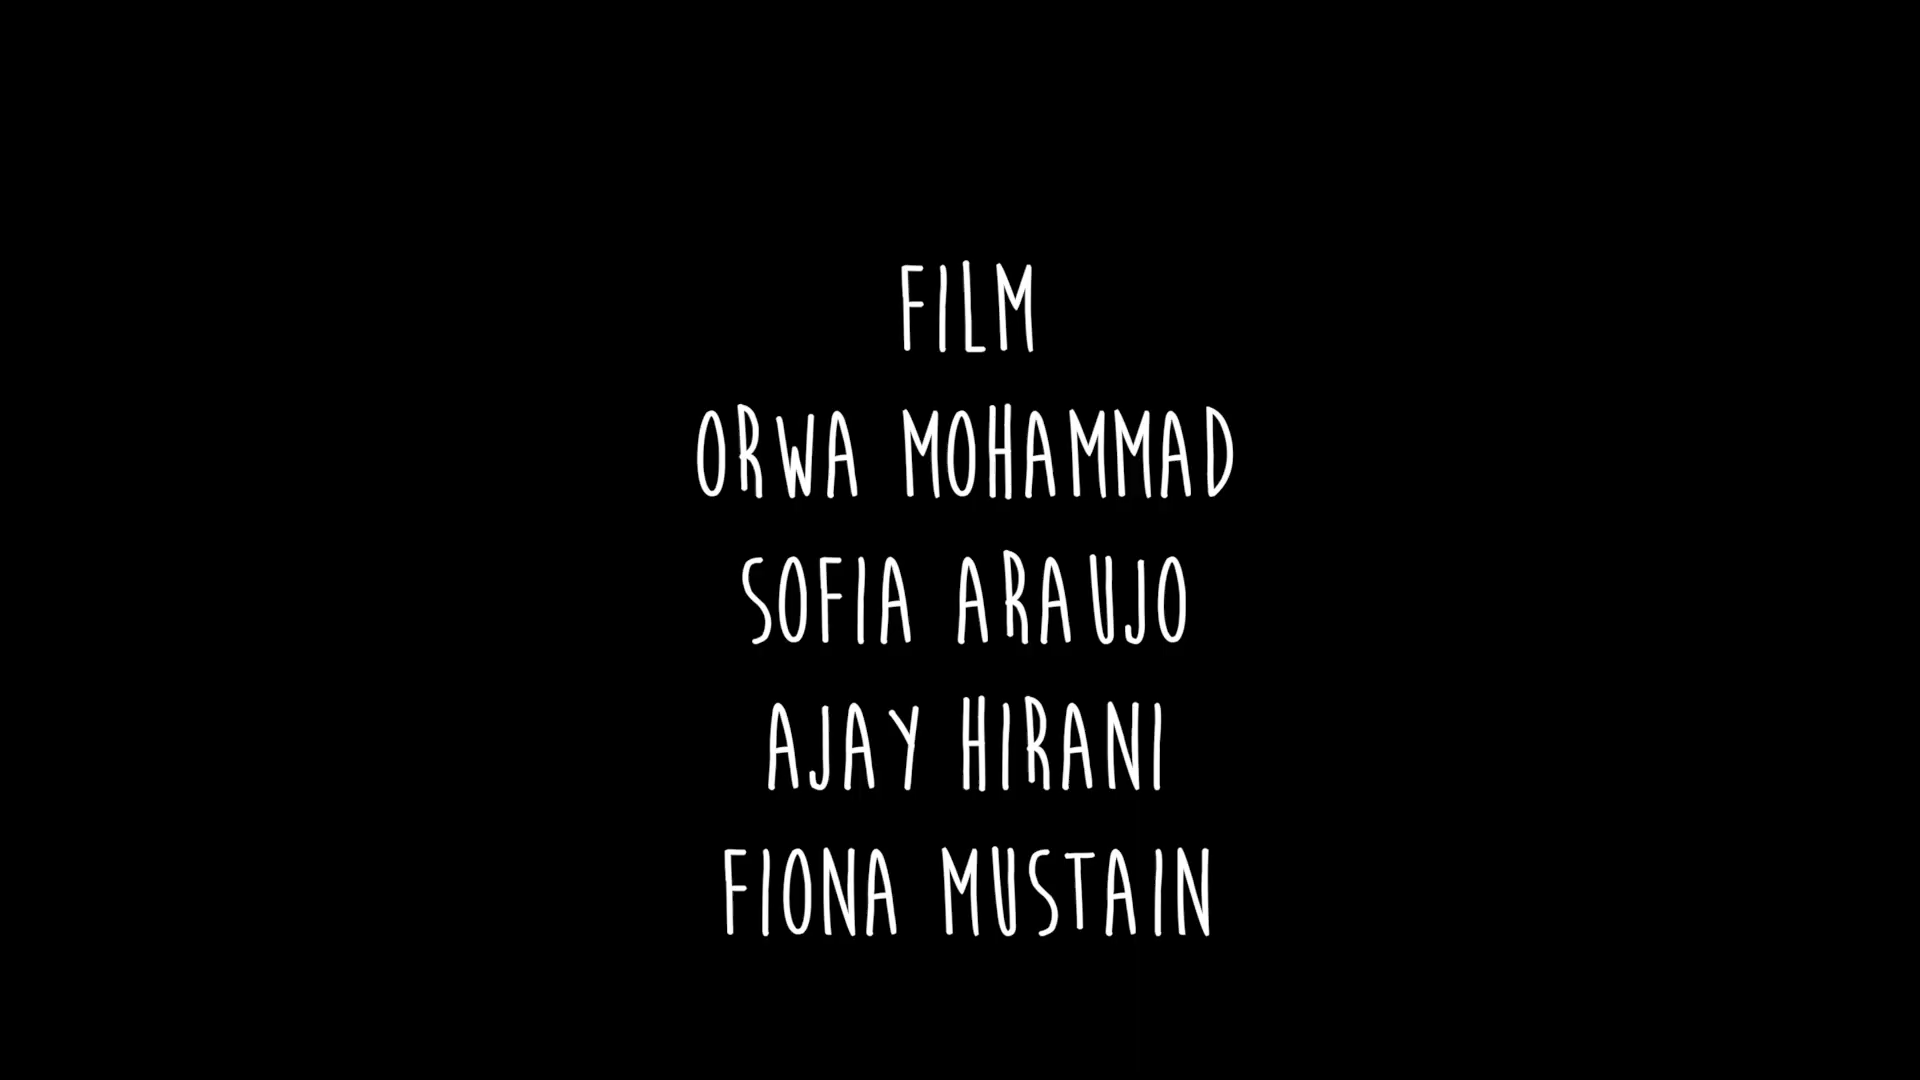 FILM
ORWA MOHAMMAD
SOFIA ARAUJO
AJAY HIRANI
FIONA MUSTAIN